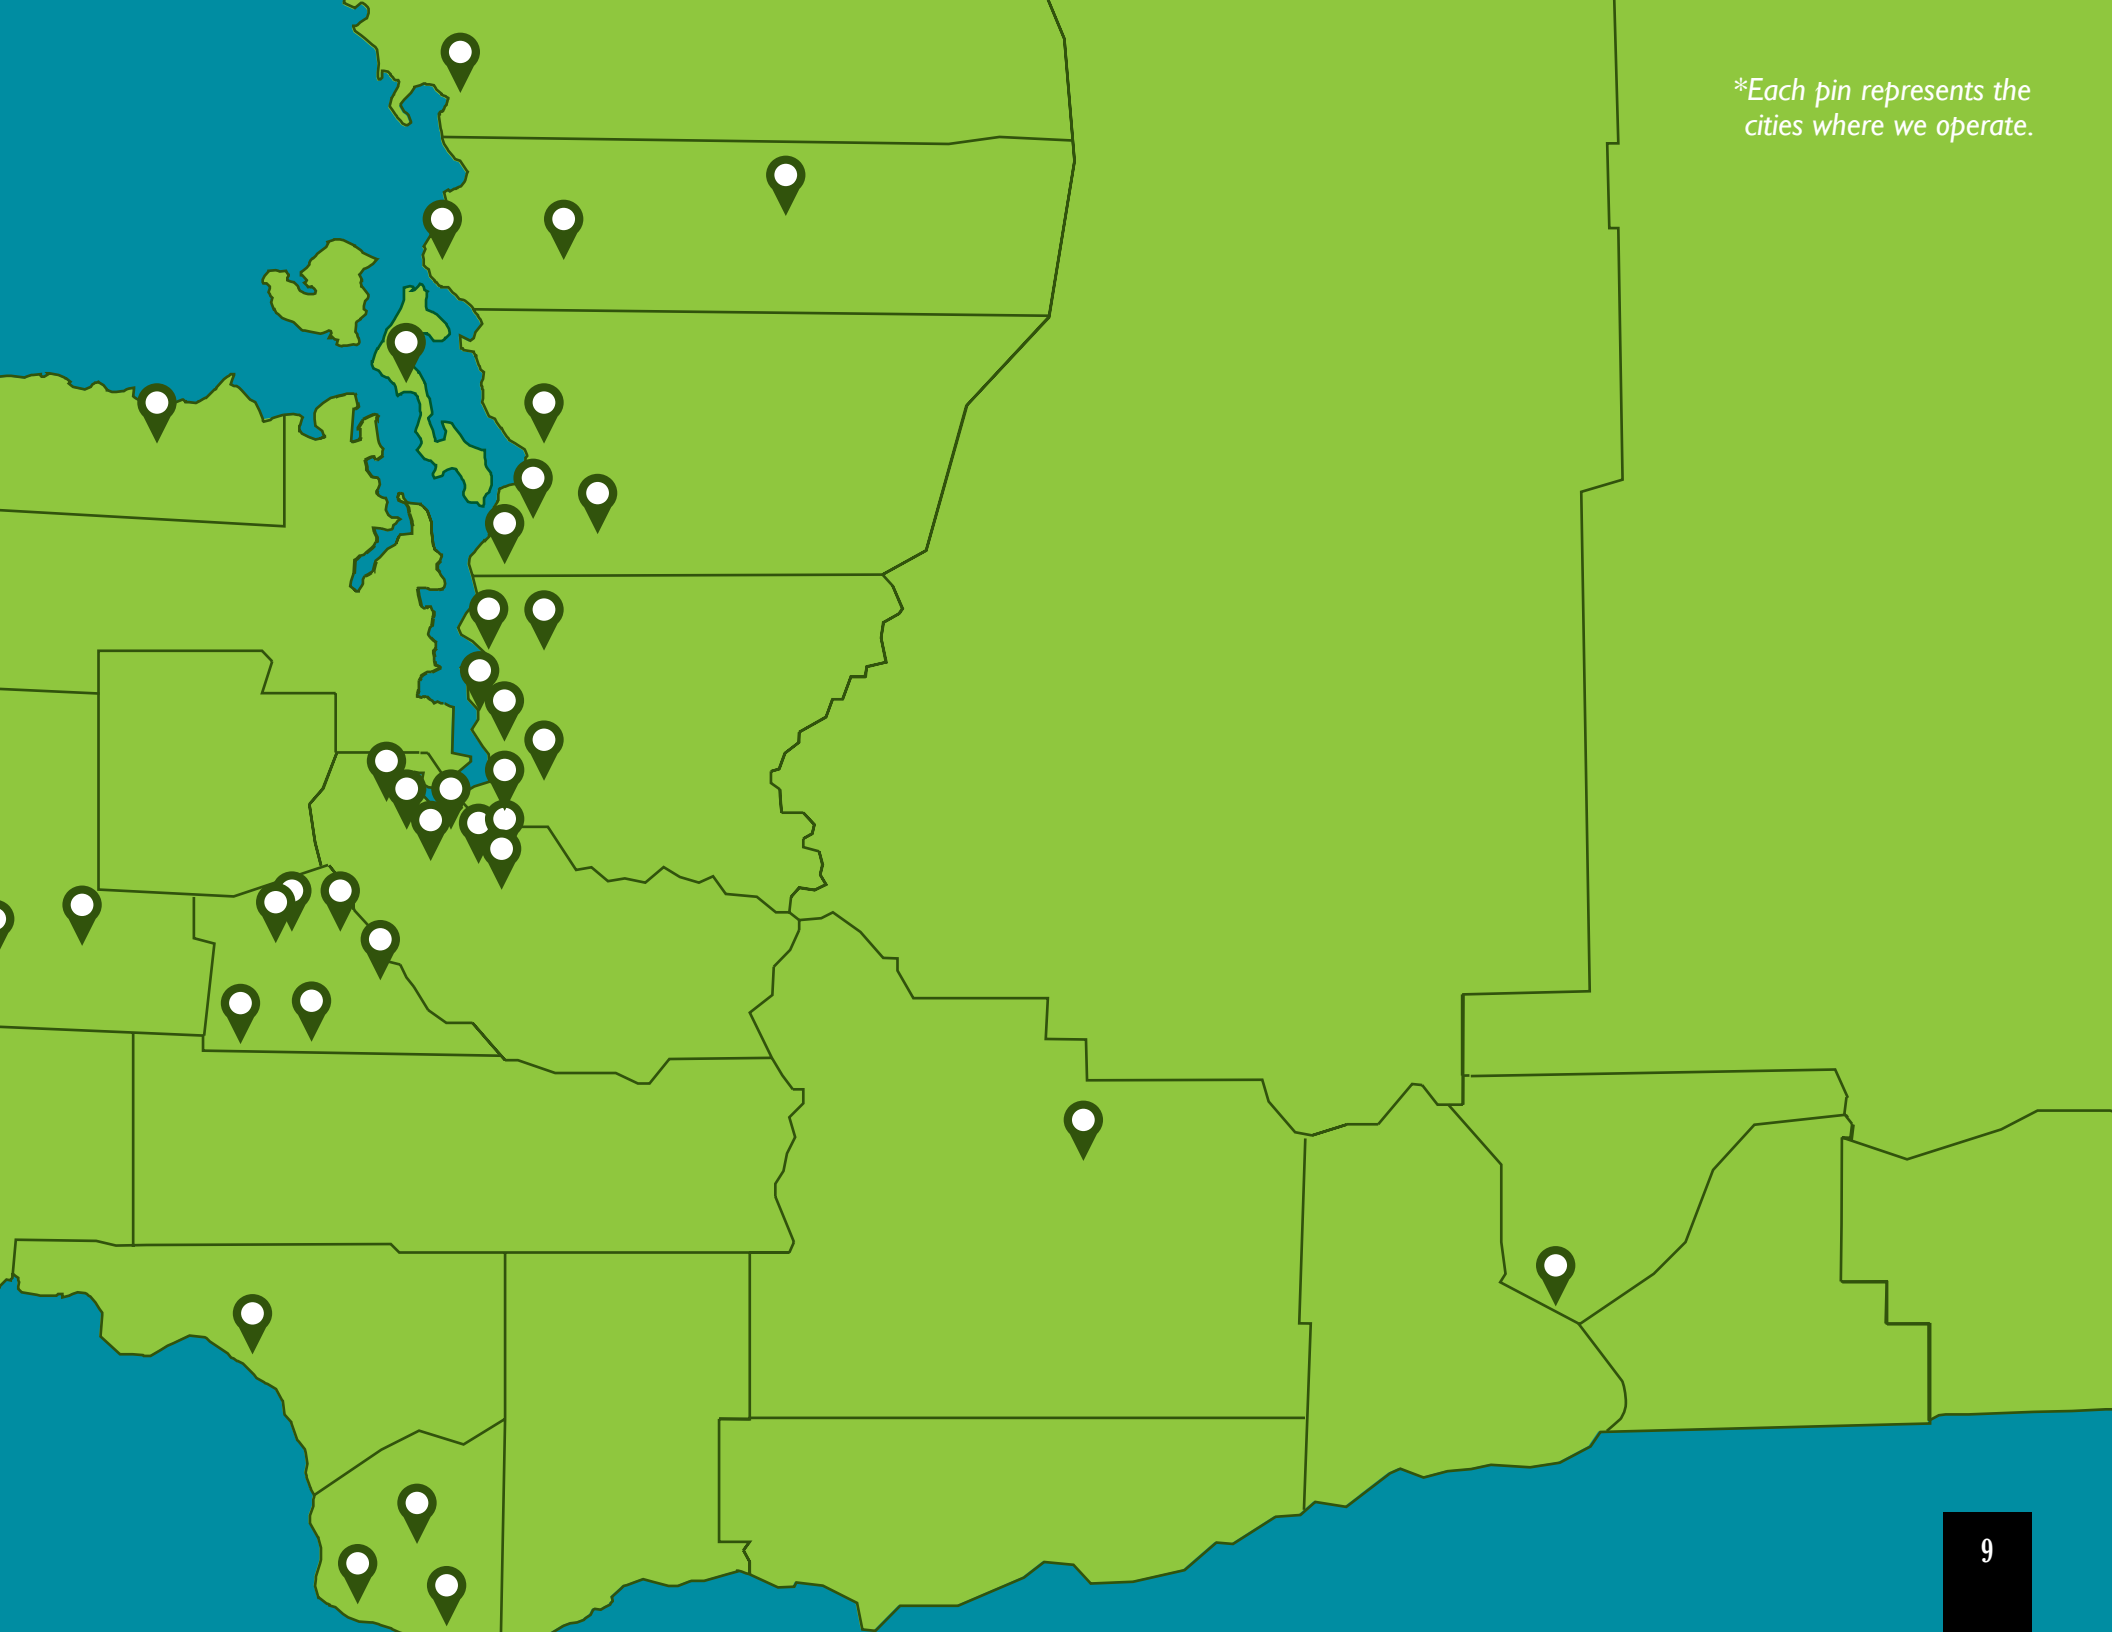 *Each pin represents the
cities where we operate.
9